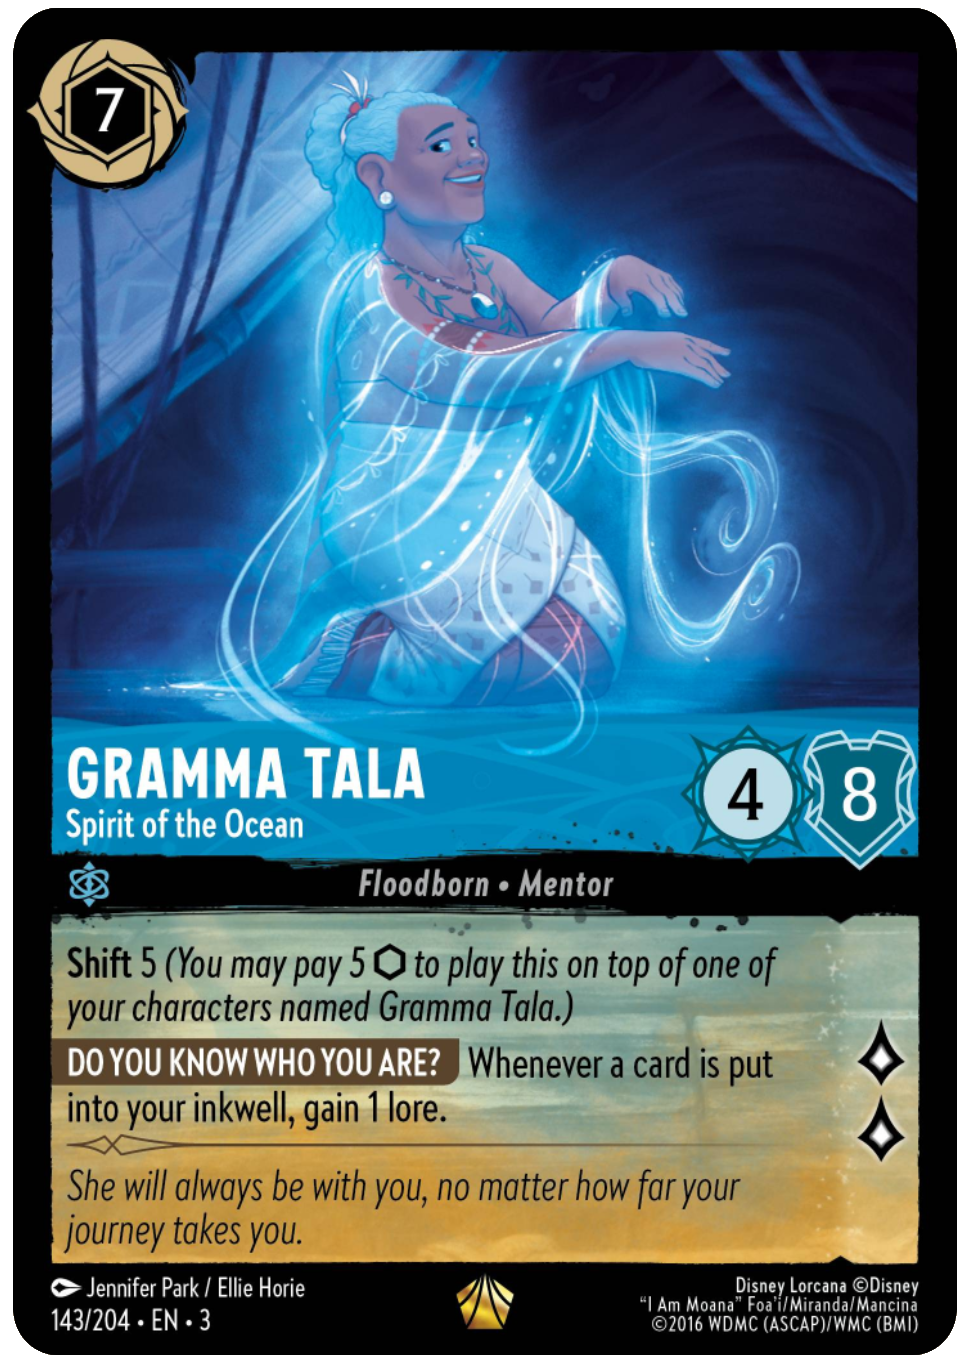 7
GRAMMA TALA
Spirit of the Ocean
4
8
Floodborn • Mentor
Shift 5 (You may pay 5 ⬡ to play this on top of one of
your characters named Gramma Tala.)
DO YOU KNOW WHO YOU ARE? Whenever a card is put
into your inkwell, gain 1 lore.
She will always be with you, no matter how far your
journey takes you.
Jennifer Park / Ellie Horie
143/204 • EN • 3
Disney Lorcana ©Disney
“I Am Moana” Foa’i/Miranda/Mancina
©2016 WDMC (ASCAP)/WMC (BMI)